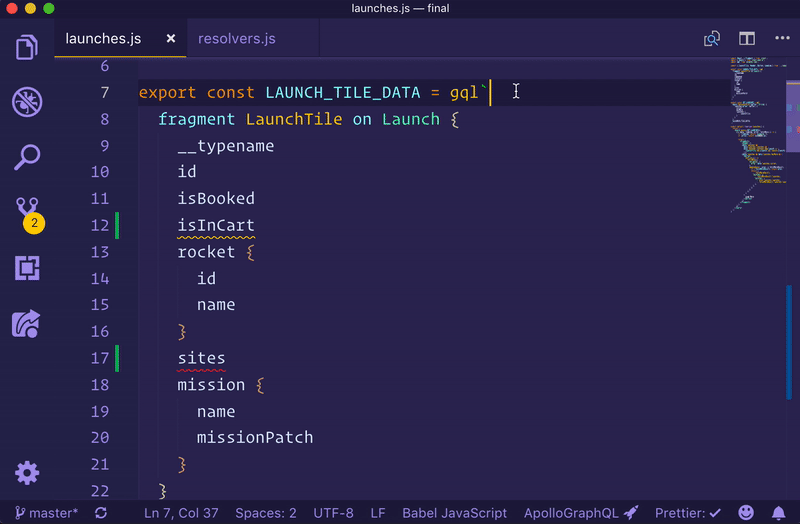 launches.js — final
launches.js × resolvers.js
6
7 export const LAUNCH_TILE_DATA = gql`
8 fragment LaunchTile on Launch {
9 __typename
10 id
11 isBooked
12 isInCart
13 rocket {
14 id
15 name
16 }
17 sites
18 mission {
19 name
20 missionPatch
21 }
22 }
2
master* Ln 7, Col 37 Spaces: 2 UTF-8 LF Babel JavaScript ApolloGraphQL Prettier: ✓